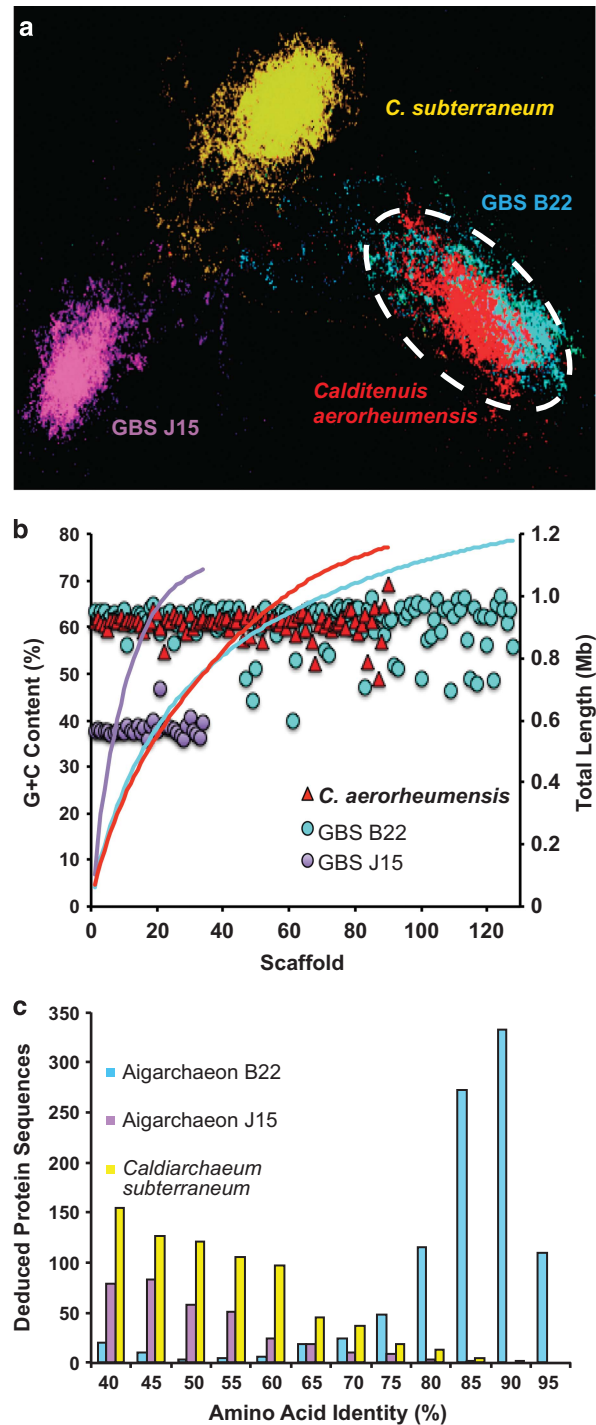 a
C. subterraneum
GBS B22
Calditenuis
aerorheumensis
GBS J15
b
80
70
60
50
40
30
20
10
0
G+C Content (%)
1.2
1.0
0.8
0.6
0.4
0.2
0
Total Length (Mb)
C. aerorheumensis
GBS B22
GBS J15
0 20 40 60 80 100 120
Scaffold
c
350
300
250
200
150
100
50
0
Deduced Protein Sequences
Aigarchaeon B22
Aigarchaeon J15
Caldiarchaeum
subterraneum
40 45 50 55 60 65 70 75 80 85 90 95
Amino Acid Identity (%)